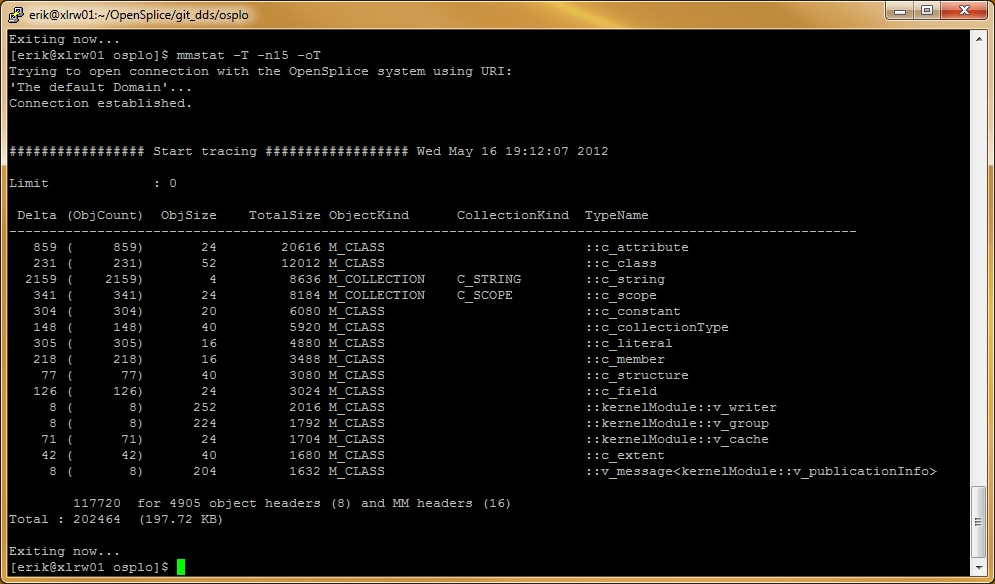 erik@xlrw01:~/OpenSplice/git_dds/osplo
Exiting now...
[erik@xlrw01 osplo]$ mmstat -T -n15 -oT
Trying to open connection with the OpenSplice system using URI:
'The default Domain'...
Connection established.
################# Start tracing ################## Wed May 16 19:12:07 2012
Limit             : 0
 Delta (ObjCount)  ObjSize    TotalSize ObjectKind     CollectionKind  TypeName
----------------------------------------------------------------------------------------------------------
   859 (     859)       24        20616 M_CLASS                         ::c_attribute
   231 (     231)       52        12012 M_CLASS                         ::c_class
  2159 (    2159)        4         8636 M_COLLECTION    C_STRING        ::c_string
   341 (     341)       24         8184 M_COLLECTION    C_SCOPE         ::c_scope
   304 (     304)       20         6080 M_CLASS                         ::c_constant
   148 (     148)       40         5920 M_CLASS                         ::c_collectionType
   305 (     305)       16         4880 M_CLASS                         ::c_literal
   218 (     218)       16         3488 M_CLASS                         ::c_member
    77 (      77)       40         3080 M_CLASS                         ::c_structure
   126 (     126)       24         3024 M_CLASS                         ::c_field
     8 (       8)      252         2016 M_CLASS                         ::kernelModule::v_writer
     8 (       8)      224         1792 M_CLASS                         ::kernelModule::v_group
    71 (      71)       24         1704 M_CLASS                         ::kernelModule::v_cache
    42 (      42)       40         1680 M_CLASS                         ::c_extent
     8 (       8)      204         1632 M_CLASS                         ::v_message<kernelModule::v_publicationInfo>
        117720  for 4905 object headers (8) and MM headers (16)
Total : 202464  (197.72 KB)
Exiting now...
[erik@xlrw01 osplo]$